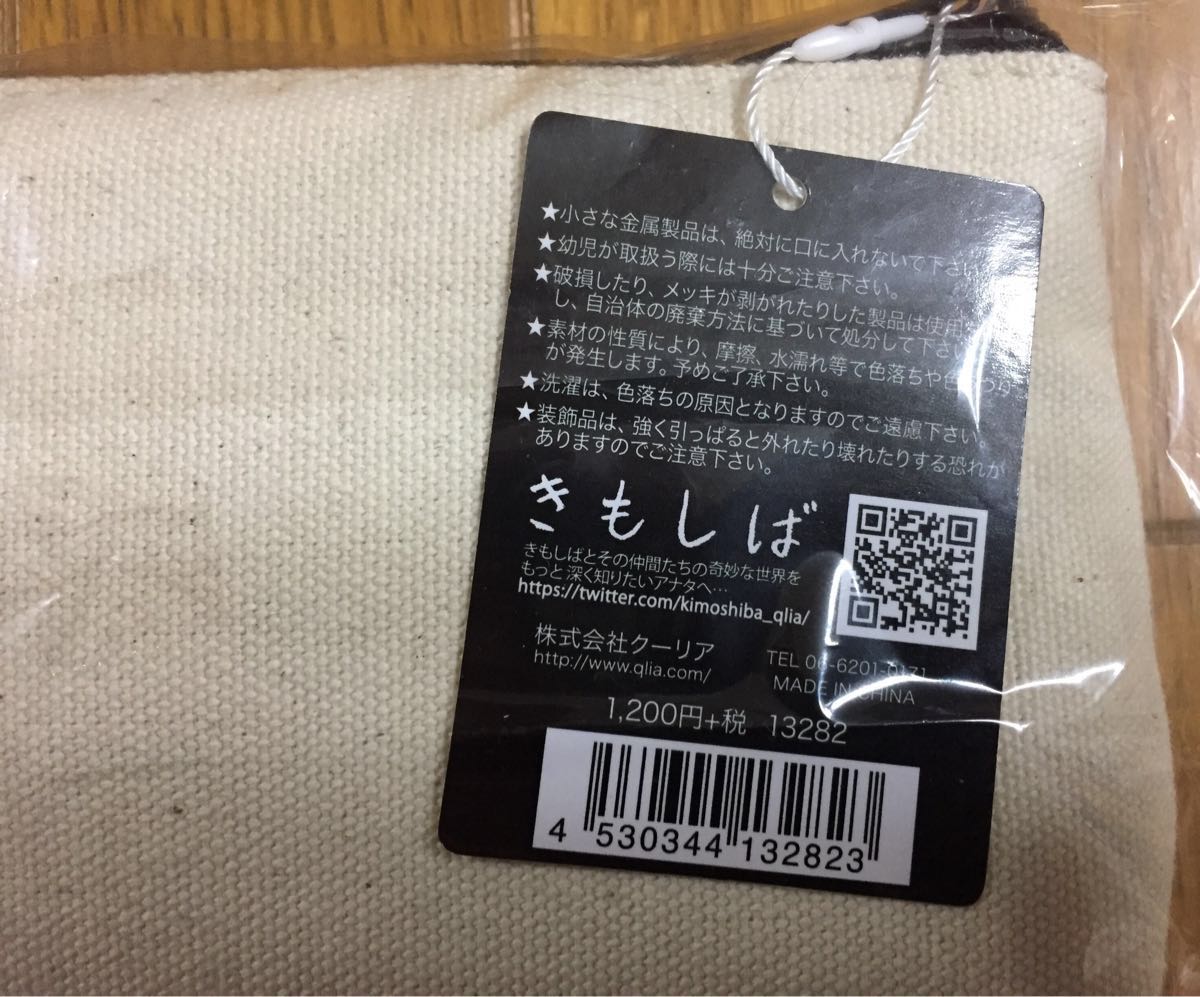 ★小さな金属製品は、絶対に口に入れないで下さい
★幼児が取扱う際には十分ご注意下さい。
★破損したり、メッキが剥がれたりした製品は使用
し、自治体の廃棄方法に基づいて処分して下さい
★素材の性質により、摩擦、水濡れ等で色落ちや
が発生します。予めご了承下さい。
★洗濯は、色落ちの原因となりますのでご遠慮下さい。
★装飾品は、強く引っぱると外れたり壊れたりする恐れが
ありますのでご注意下さい。
きもしば
きもしばとその仲間たちの奇妙な世界を
もっと深く知りたいアナタへ…
https://twitter.com/kimoshiba_qlia/
株式会社クーリア
http://www.qlia.com/
TEL 06-6201-0171
MADE IN CHINA
1,200円+税 13282
4 530344 132823